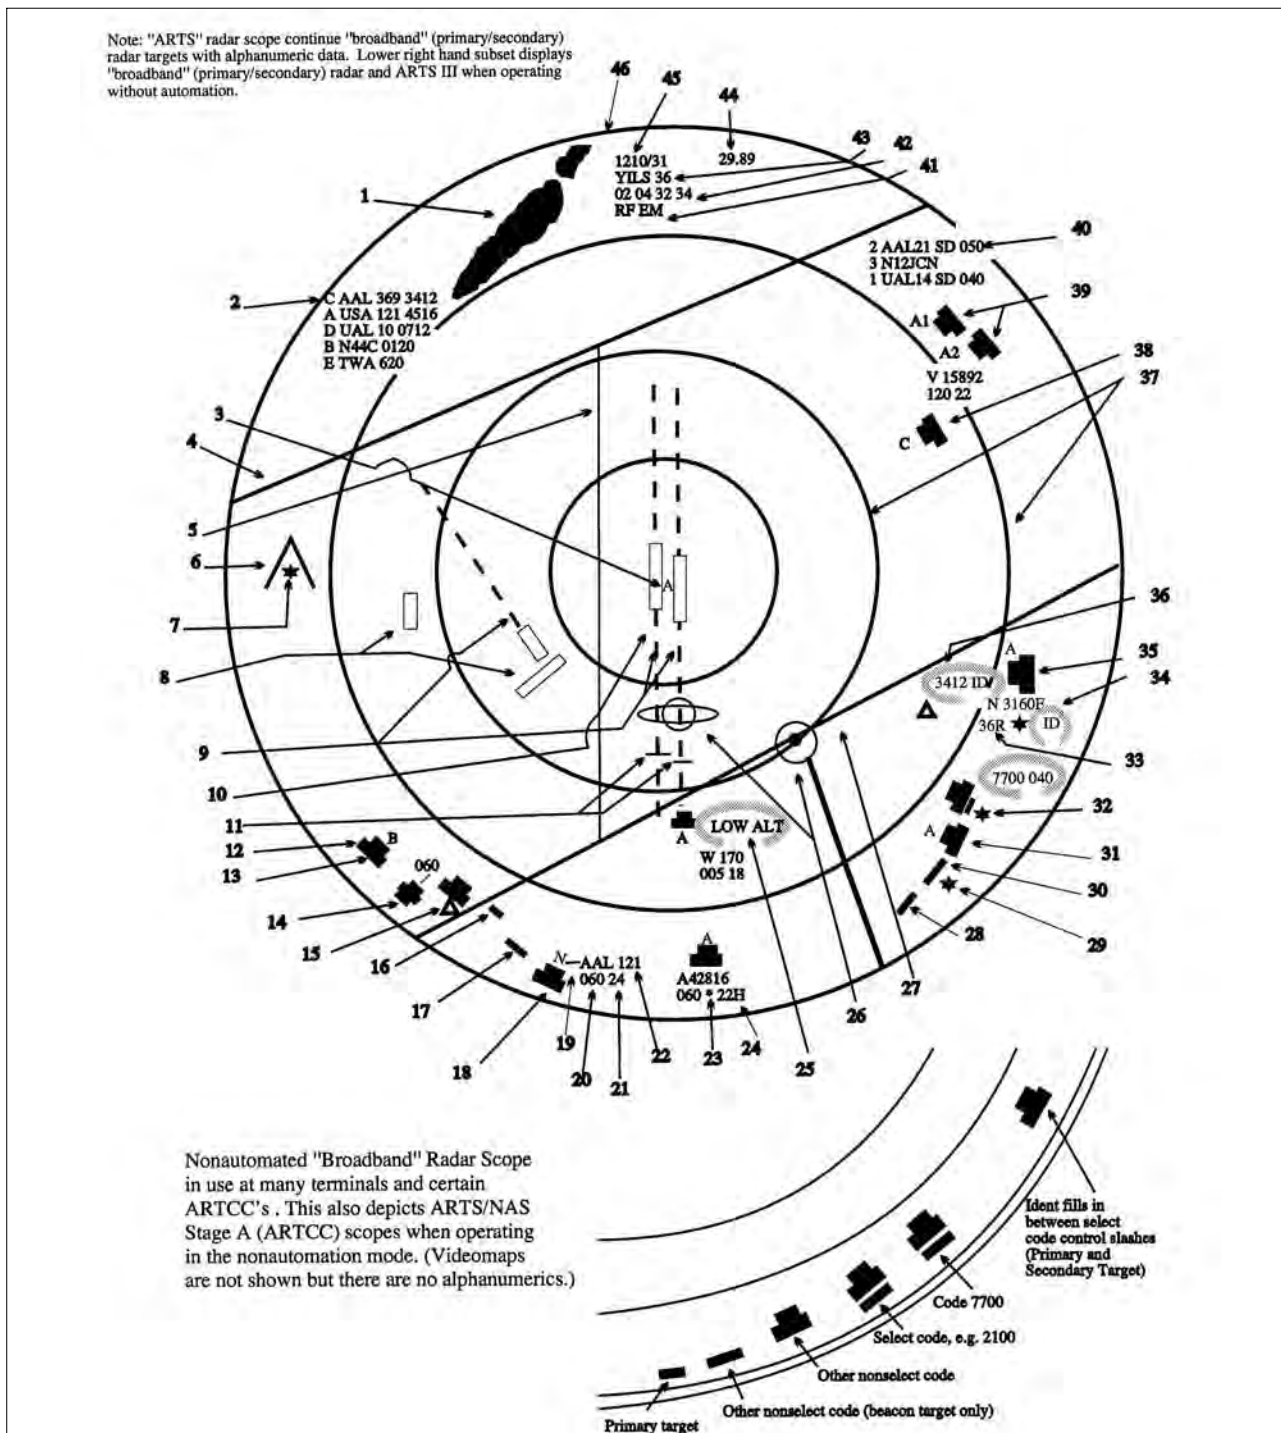 Note: "ARTS" radar scope continue "broadband" (primary/secondary)
radar targets with alphanumeric data. Lower right hand subset displays
"broadband" (primary/secondary) radar and ARTS III when operating
without automation.
46
45
44
43
42
41
1210/31
29.89
YILS 36
02 04 32 34
RF EM
1
40
2 AAL21 SD 050
3 N12JCN
1 UAL14 SD 040
2
C AAL 369 3412
A USA 121 4516
D UAL 10 0712
B N44C 0120
E TWA 620
39
A1
A2
38
V 15892
120 22
37
3
C
4
5
6
A
36
7
A
35
8
3412 ID
34
N 3160F
36R
ID
9
33
10
7700 040
32
11
12
B
A
LOW ALT
A
31
13
060
W 170
005 18
30
14
28
29
15
16
A
27
17
N
AAL 121
A42816
060 24
060 * 22H
26
18
19
20
21
22
23
24
25
Nonautomated "Broadband" Radar Scope
in use at many terminals and certain
ARTCC's . This also depicts ARTS/NAS
Stage A (ARTCC) scopes when operating
in the nonautomation mode. (Videomaps
are not shown but there are no alphanumerics.)
Ident fills in
between select
code control slashes
(Primary and
Secondary Target)
Code 7700
Select code, e.g. 2100
Other nonselect code
Other nonselect code (beacon target only)
Primary target